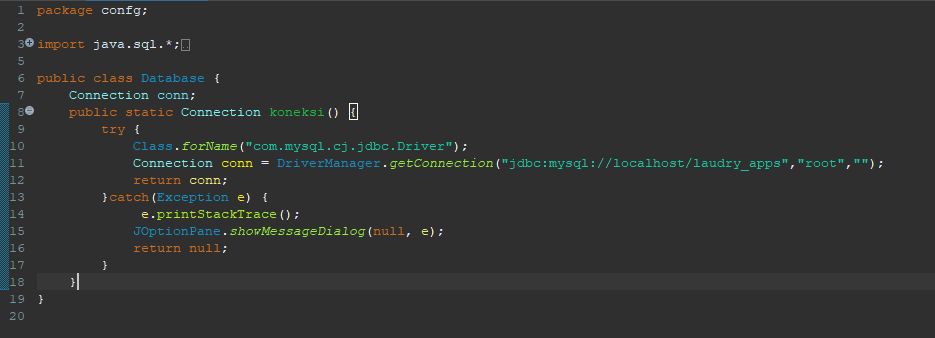 1 package confg;
2
3 import java.sql.*;
5
6 public class Database {
7     Connection conn;
8     public static Connection koneksi() {
9         try {
10             Class.forName("com.mysql.cj.jdbc.Driver");
11             Connection conn = DriverManager.getConnection("jdbc:mysql://localhost/laudry_apps","root","");
12             return conn;
13         }catch(Exception e) {
14              e.printStackTrace();
15             JOptionPane.showMessageDialog(null, e);
16             return null;
17         }
18     }
19 }
20